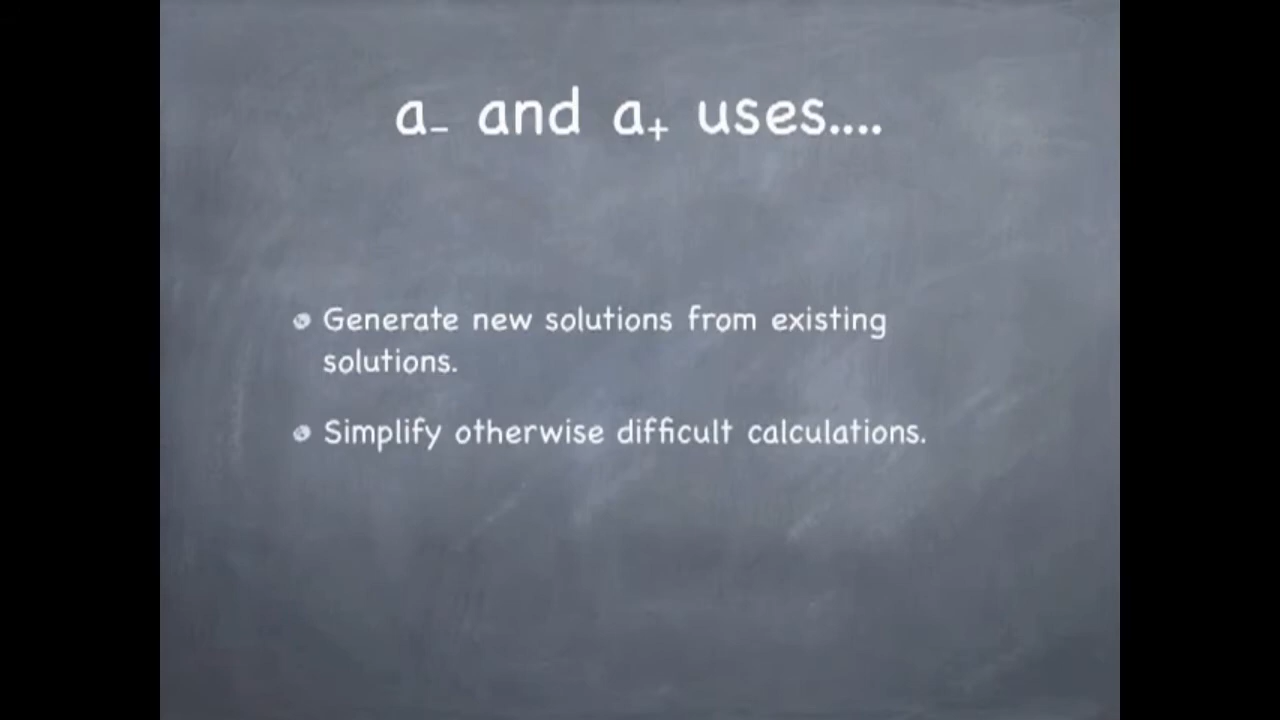 a₋ and a₊ uses....
Generate new solutions from existing
solutions.
Simplify otherwise difficult calculations.